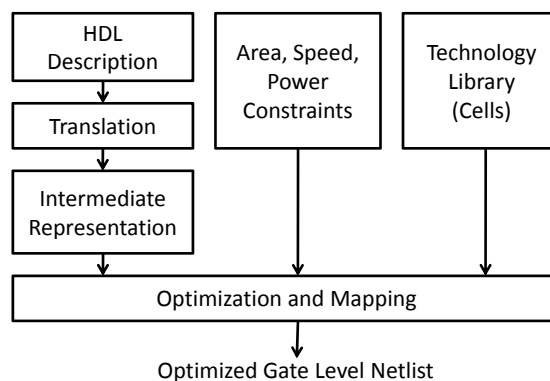 HDL
Description
Translation
Intermediate
Representation
Area, Speed,
Power
Constraints
Technology
Library
(Cells)
Optimization and Mapping
Optimized Gate Level Netlist